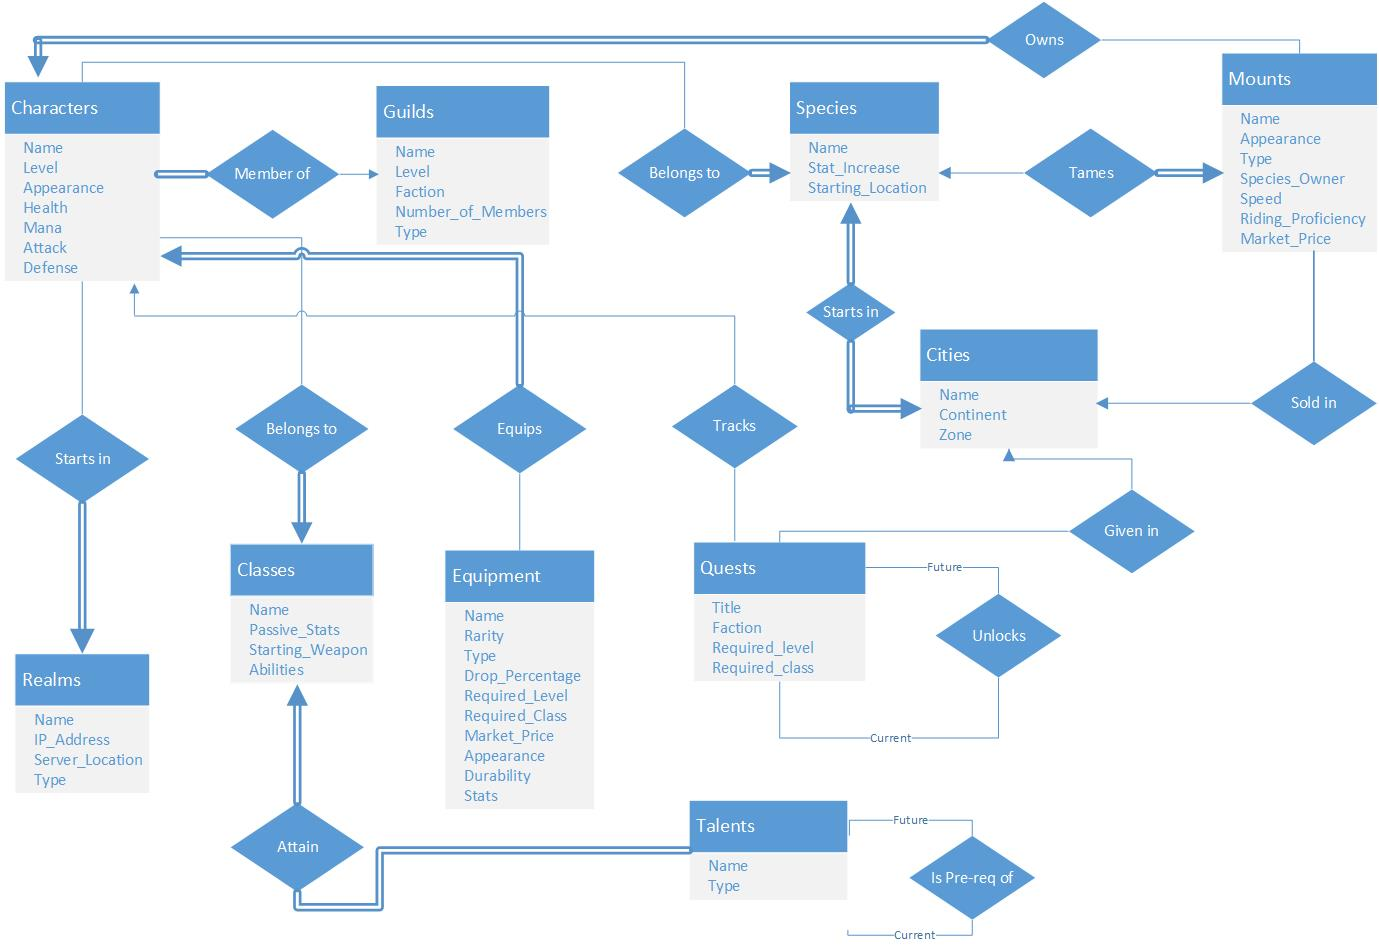 Owns
Characters
Name
Level
Appearance
Health
Mana
Attack
Defense
Member of
Guilds
Name
Level
Faction
Number_of_Members
Type
Belongs to
Species
Name
Stat_Increase
Starting_Location
Tames
Mounts
Name
Appearance
Type
Species_Owner
Speed
Riding_Proficiency
Market_Price
Starts in
Cities
Name
Continent
Zone
Sold in
Starts in
Belongs to
Equips
Tracks
Given in
Classes
Name
Passive_Stats
Starting_Weapon
Abilities
Equipment
Name
Rarity
Type
Drop_Percentage
Required_Level
Required_Class
Market_Price
Appearance
Durability
Stats
Quests
Title
Faction
Required_level
Required_class
Future
Unlocks
Current
Realms
Name
IP_Address
Server_Location
Type
Attain
Talents
Name
Type
Future
Is Pre-req of
Current